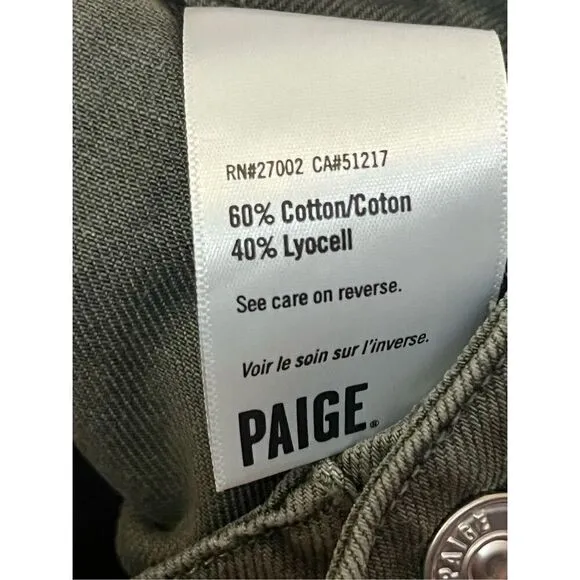 RN#27002 CA#51217
60% Cotton/Coton
40% Lyocell
See care on reverse.
Voir le soin sur l'inverse.
PAIGE®
PAIGE